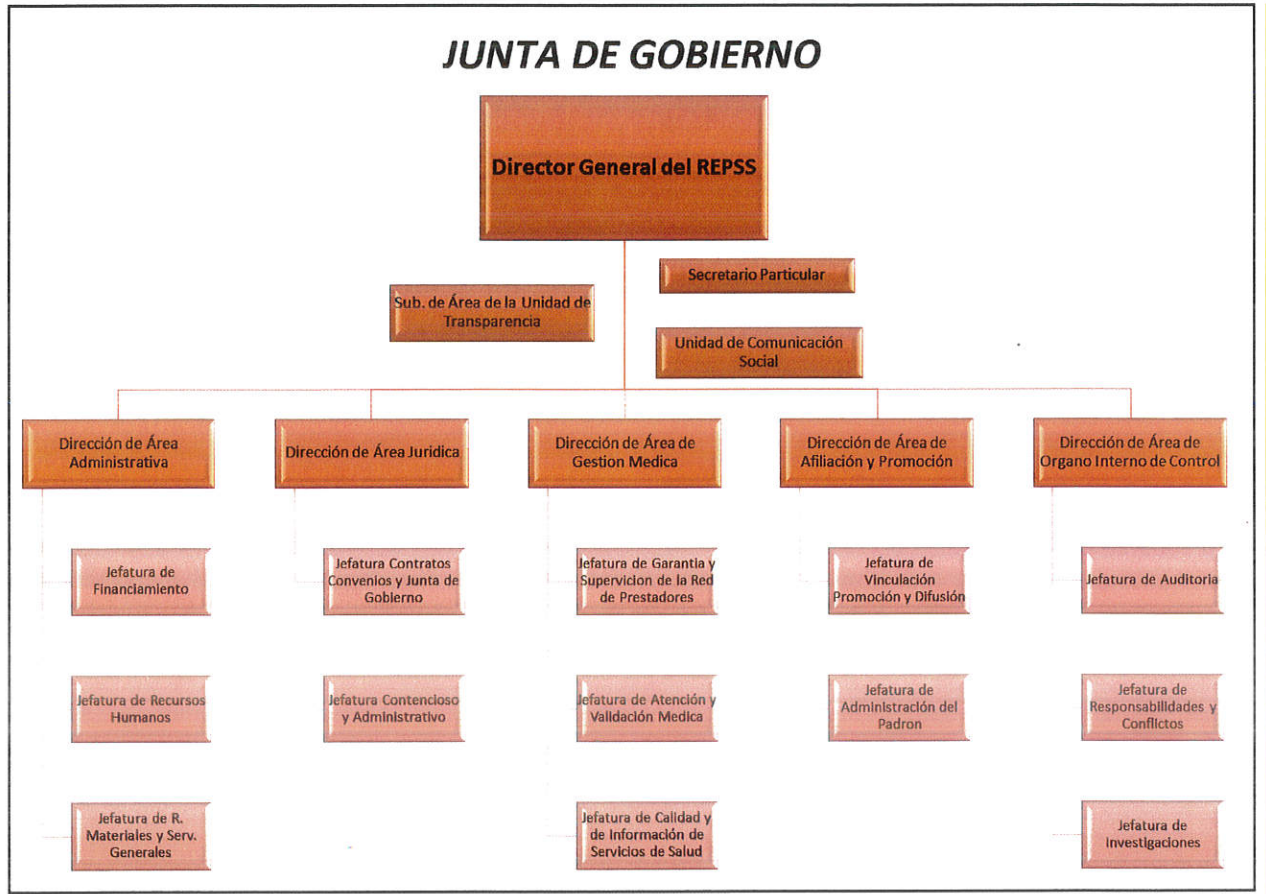 JUNTA DE GOBIERNO
Director General del REPSS
Secretario Particular
Sub. de Área de la Unidad de
Transparencia
Unidad de Comunicación
Social
Dirección de Área
Administrativa
Dirección de Área Juridica
Dirección de Área de
Gestion Medica
Dirección de Área de
Afiliación y Promoción
Dirección de Área de
Organo Interno de Control
Jefatura de
Financiamiento
Jefatura Contratos
Convenios y Junta de
Gobierno
Jefatura de Garantia y
Supervicion de la Red
de Prestadores
Jefatura de
Vinculación
Promoción y Difusión
Jefatura de Auditoria
Jefatura de Recursos
Humanos
Jefatura Contencioso
y Administrativo
Jefatura de Atención y
Validación Medica
Jefatura de
Administración del
Padron
Jefatura de
Responsabilidades y
Conflictos
Jefatura de R.
Materiales y Serv.
Generales
Jefatura de Calidad y
de Información de
Servicios de Salud
Jefatura de
Investigaciones